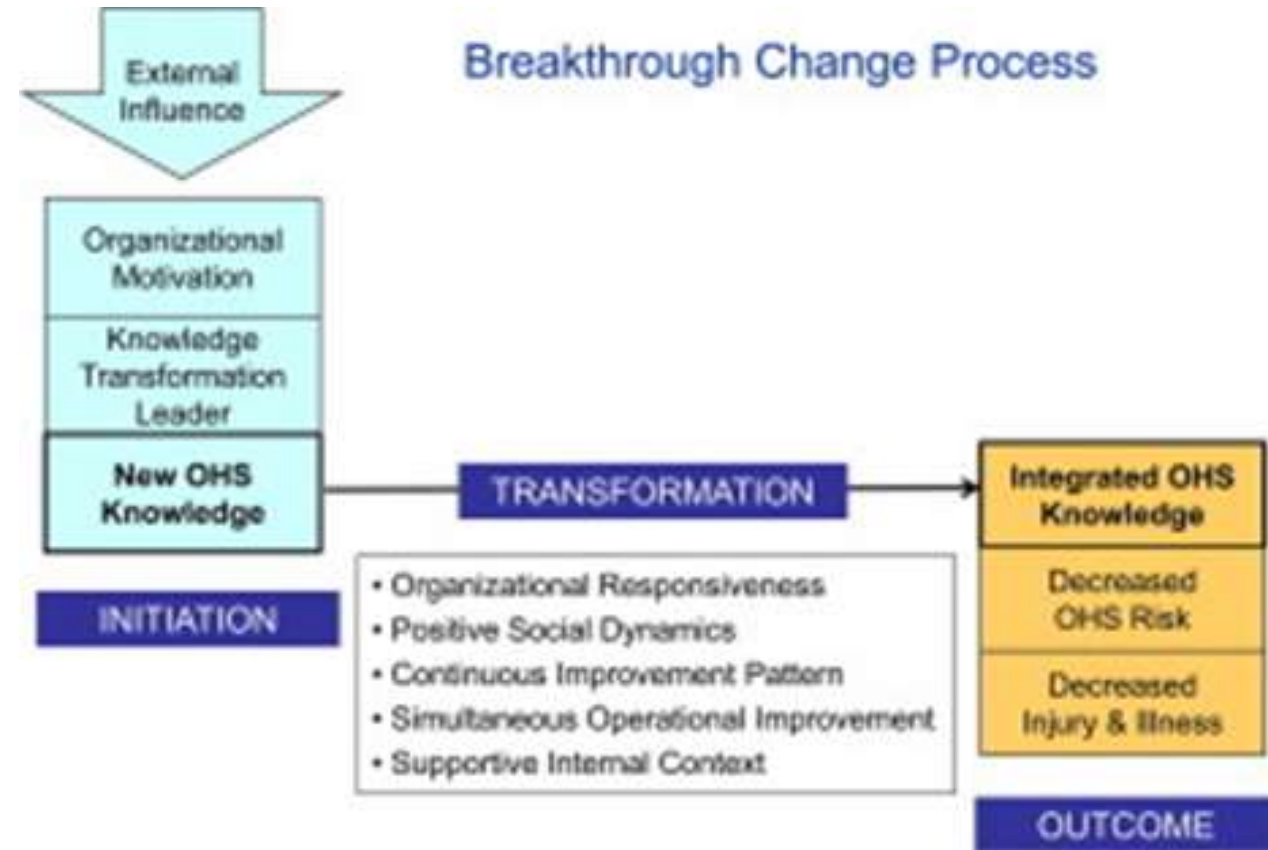 Breakthrough Change Process
External
Influence
Organizational
Motivation
Knowledge
Transformation
Leader
New OHS
Knowledge
INITIATION
TRANSFORMATION
• Organizational Responsiveness
• Positive Social Dynamics
• Continuous Improvement Pattern
• Simultaneous Operational Improvement
• Supportive Internal Context
Integrated OHS
Knowledge
Decreased
OHS Risk
Decreased
Injury & Illness
OUTCOME